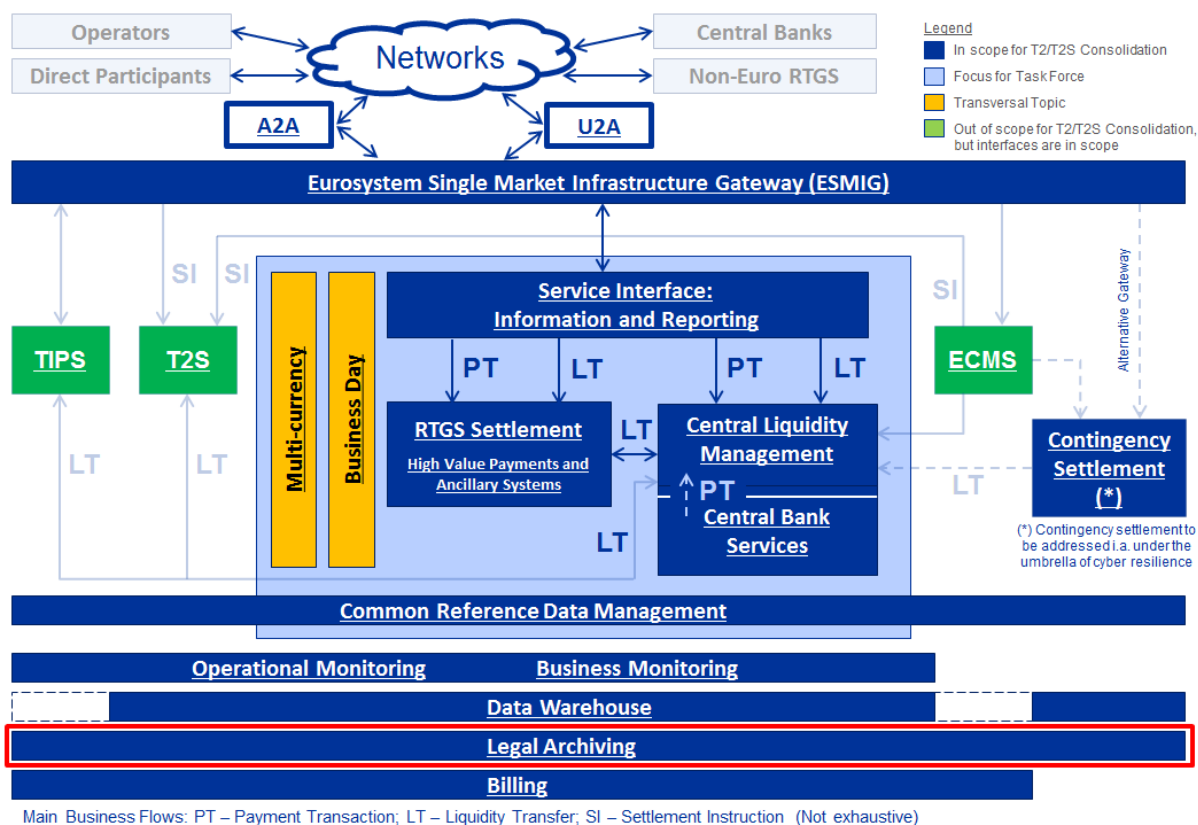 Operators
Direct Participants
Networks
Central Banks
Non-Euro RTGS
Legend
In scope for T2/T2S Consolidation
Focus for Task Force
Transversal Topic
Out of scope for T2/T2S Consolidation,
but interfaces are in scope
A2A
U2A
Eurosystem Single Market Infrastructure Gateway (ESMIG)
SI
SI
SI
Alternative Gateway
TIPS
T2S
Multi-currency
Business Day
Service Interface:
Information and Reporting
PT
LT
PT
LT
ECMS
RTGS Settlement
High Value Payments and
Ancillary Systems
LT
Central Liquidity
Management
PT
Central Bank
Services
LT
LT
LT
LT
Contingency
Settlement
(*)
(*) Contingency settlement to
be addressed i.a. under the
umbrella of cyber resilience
Common Reference Data Management
Operational Monitoring
Business Monitoring
Data Warehouse
Legal Archiving
Billing
Main Business Flows: PT – Payment Transaction; LT – Liquidity Transfer; SI – Settlement Instruction (Not exhaustive)